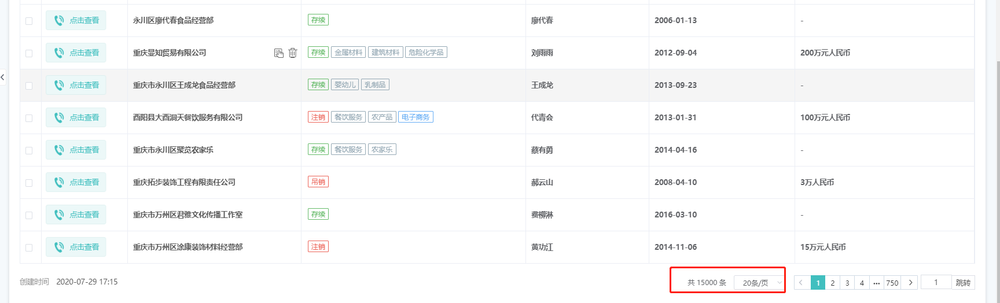 点击查看 永川区廖代春食品经营部 存续 廖代春 2006-01-13 -
点击查看 重庆显知贸易有限公司 存续 金属材料 建筑材料 危险化学品 刘雨雨 2012-09-04 200万元人民币
点击查看 重庆市永川区王成龙食品经营部 存续 婴幼儿 乳制品 王成龙 2013-09-23 -
点击查看 酉阳县大酉洞天餐饮服务有限公司 注销 餐饮服务 农产品 电子商务 代青会 2013-01-31 100万元人民币
点击查看 重庆市永川区聚览农家乐 存续 餐饮服务 农家乐 蔡有勇 2014-04-16 -
点击查看 重庆拓步装饰工程有限责任公司 吊销 郝云山 2008-04-10 3万人民币
点击查看 重庆市万州区君雅文化传播工作室 存续 费柳淋 2016-03-10 -
点击查看 重庆市万州区涂康装饰材料经营部 注销 黄功江 2014-11-06 15万元人民币
创建时间 2020-07-29 17:15 共 15000 条 20条/页 < 1 2 3 4 ••• 750 > 1 跳转